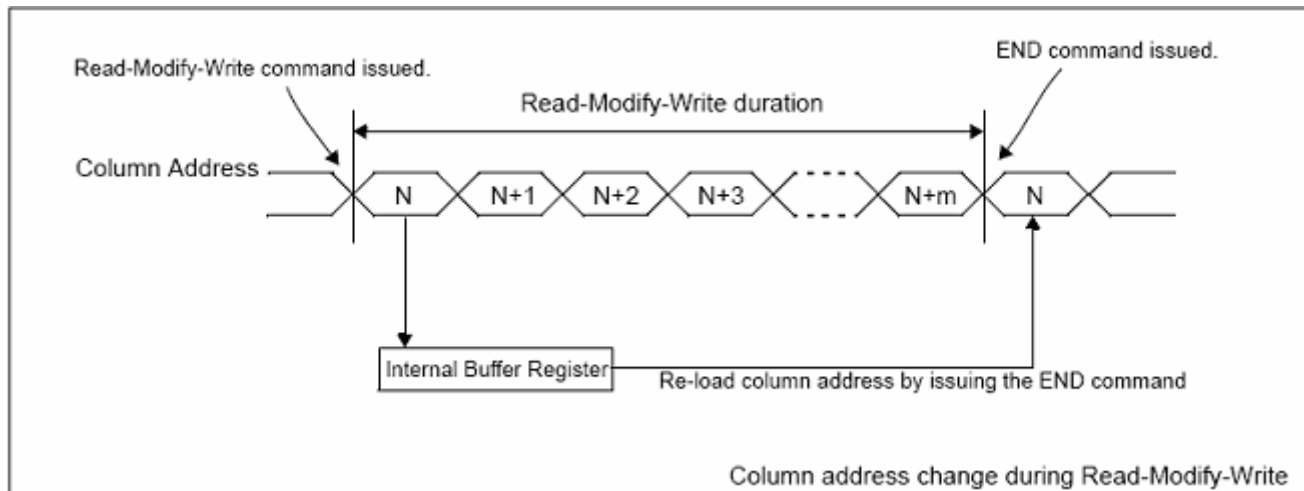 END command issued.
Read-Modify-Write command issued.
Read-Modify-Write duration
Column Address
N N+1 N+2 N+3 N+m N
Internal Buffer Register
Re-load column address by issuing the END command
Column address change during Read-Modify-Write